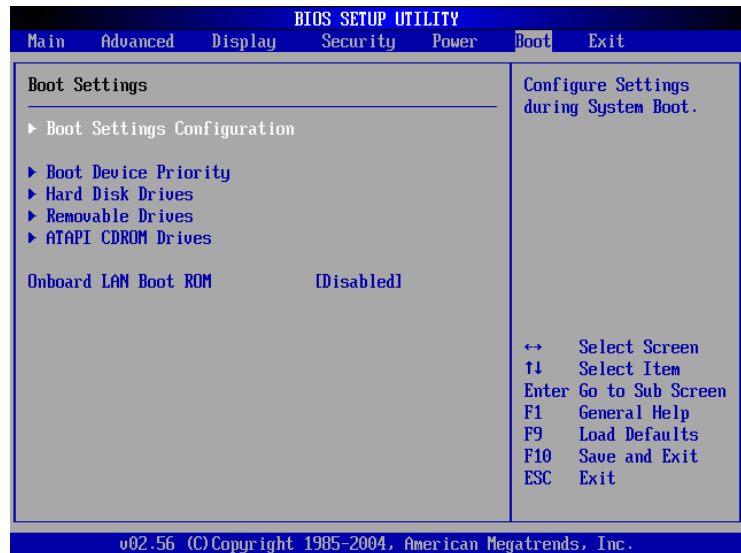 BIOS SETUP UTILITY
Main Advanced Display Security Power Boot Exit
Boot Settings
▶ Boot Settings Configuration
▶ Boot Device Priority
▶ Hard Disk Drives
▶ Removable Drives
▶ ATAPI CDROM Drives
Onboard LAN Boot ROM [Disabled]
Configure Settings
during System Boot.
↔ Select Screen
↑↓ Select Item
Enter Go to Sub Screen
F1 General Help
F9 Load Defaults
F10 Save and Exit
ESC Exit
v02.56 (C)Copyright 1985-2004, American Megatrends, Inc.